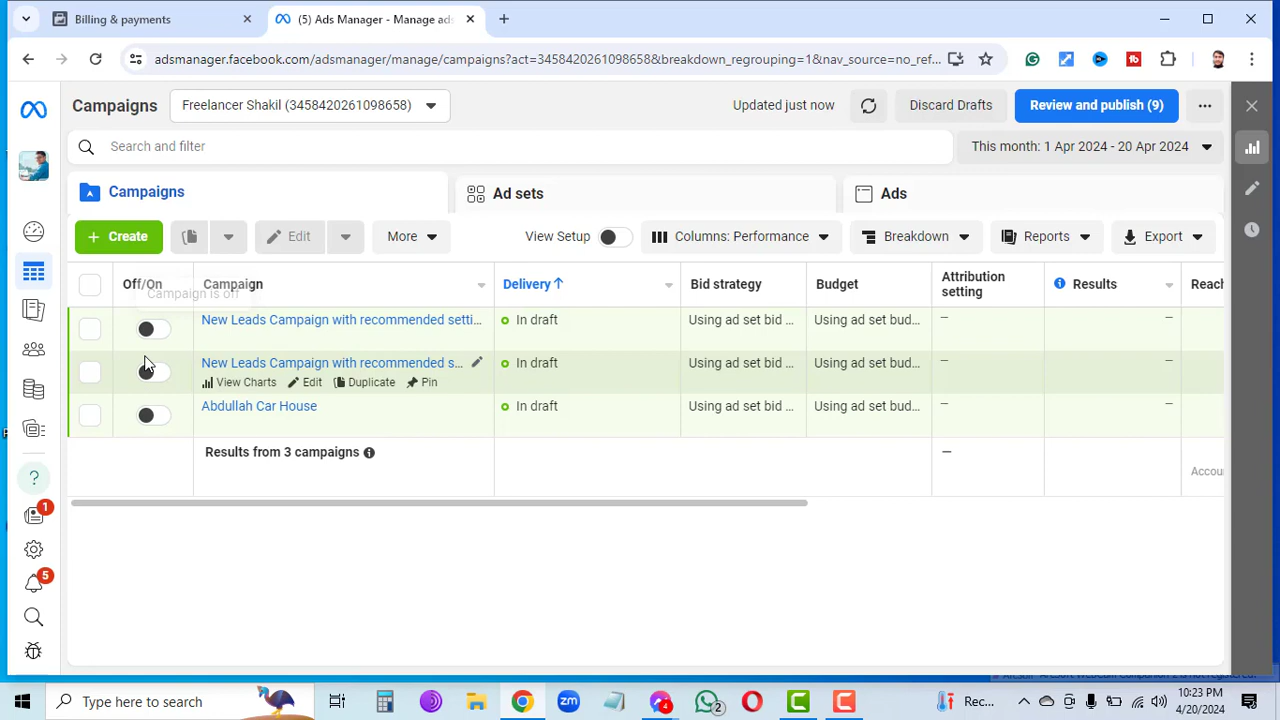 Billing & payments
(5) Ads Manager - Manage ads
adsmanager.facebook.com/adsmanager/manage/campaigns?act=3458420261098658&breakdown_regrouping=1&nav_source=no_ref...
Campaigns
Freelancer Shakil (3458420261098658)
Updated just now
Discard Drafts
Review and publish (9)
Search and filter
This month: 1 Apr 2024 - 20 Apr 2024
Campaigns
Ad sets
Ads
+ Create
Edit
More
View Setup
Columns: Performance
Breakdown
Reports
Export
Off/On
Campaign
Delivery ↑
Bid strategy
Budget
Attribution setting
Results
Reach
Campaign is off
New Leads Campaign with recommended setti...
In draft
Using ad set bid ...
Using ad set bud...
—
—
New Leads Campaign with recommended s...
In draft
Using ad set bid ...
Using ad set bud...
—
—
View Charts
Edit
Duplicate
Pin
Abdullah Car House
In draft
Using ad set bid ...
Using ad set bud...
—
—
Results from 3 campaigns
—
Accou
1
5
Type here to search
4
2
Rec...
10:23 PM
4/20/2024